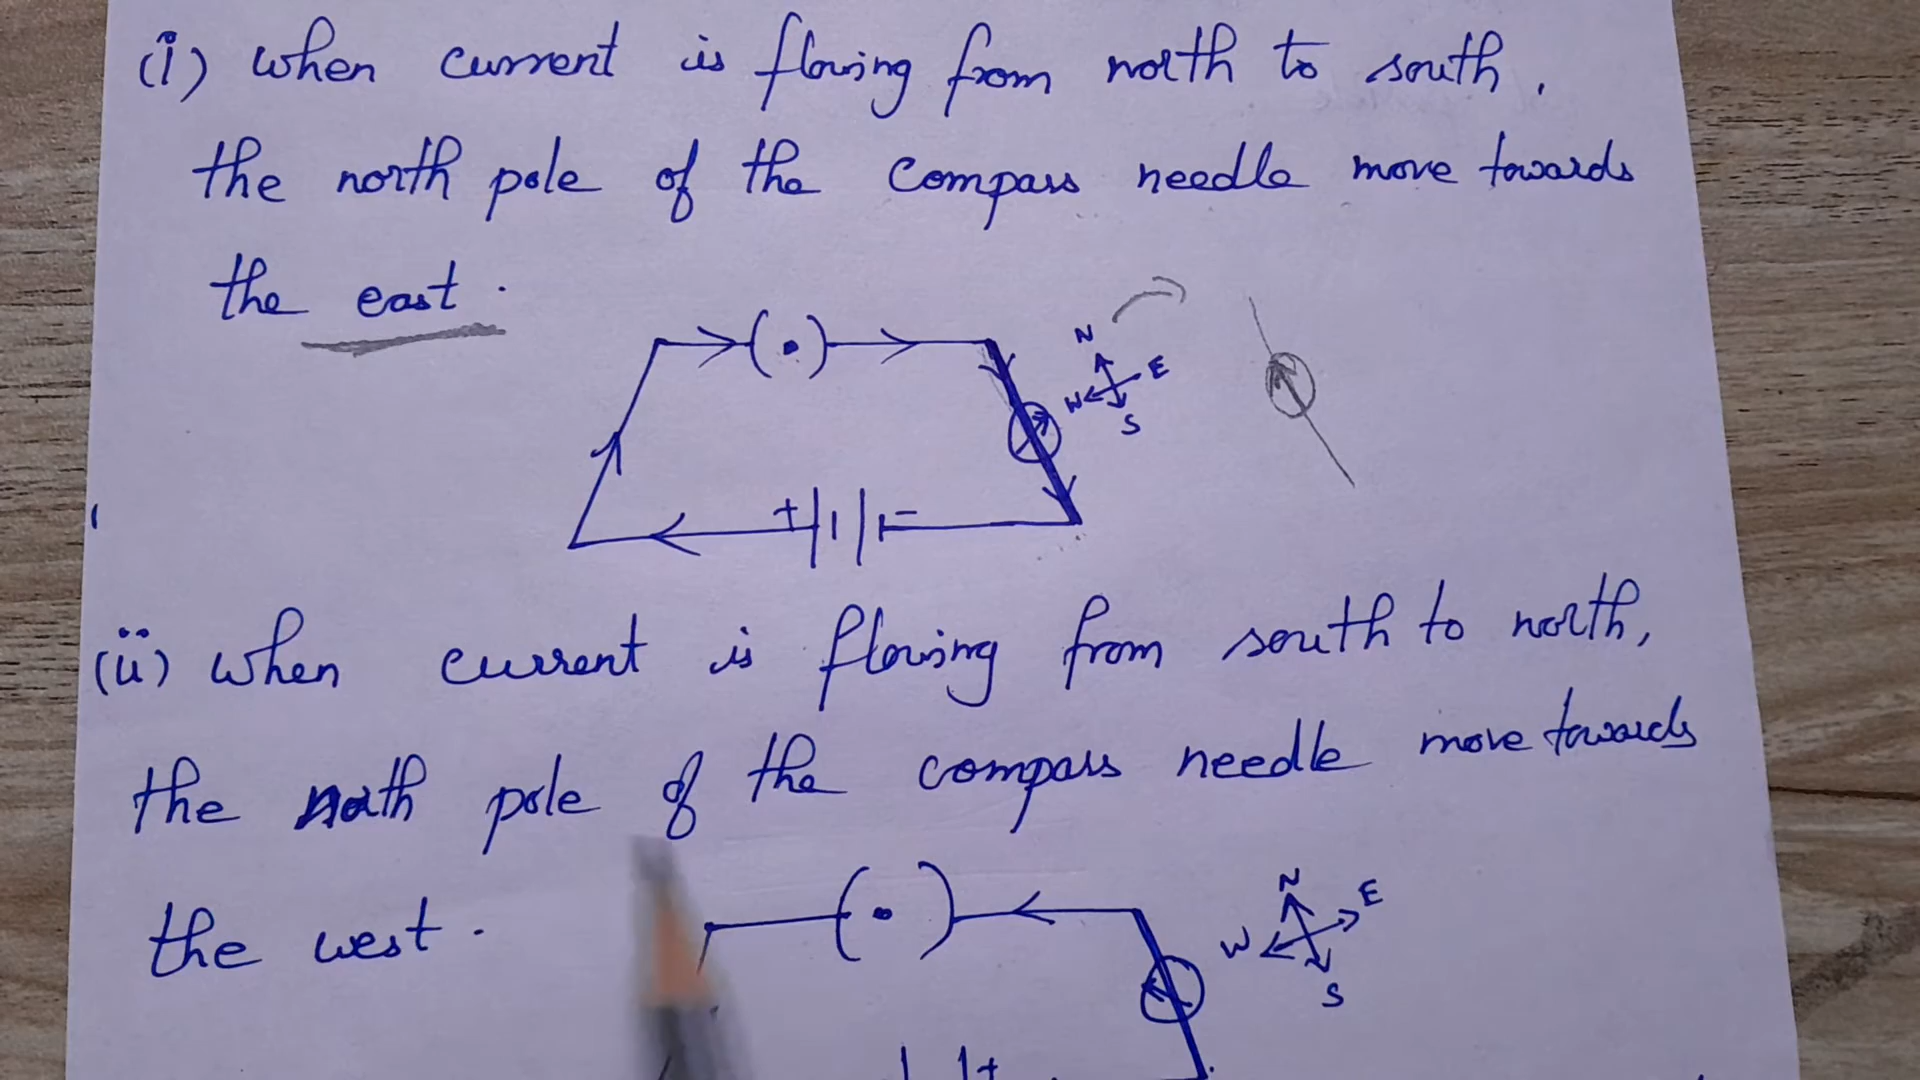 (i) when current is flowing from north to south,
the north pole of the compass needle move towards
the east.
N
W E
S
+ -
(ii) when current is flowing from south to north,
the north pole of the compass needle move towards
the west.
N
W E
S
+